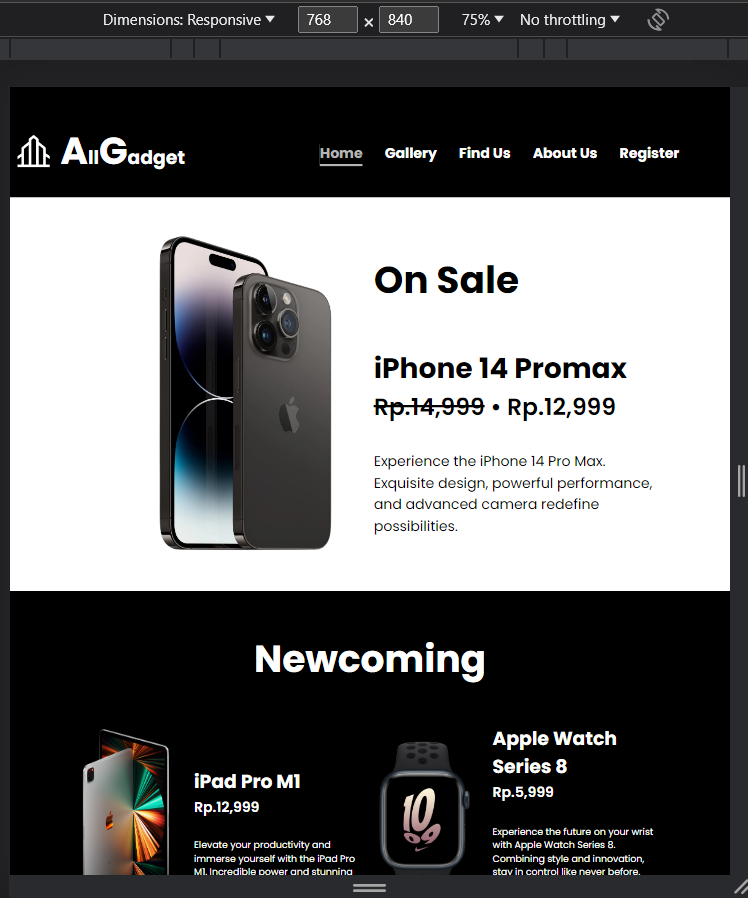 Dimensions: Responsive 768 × 840 75% No throttling
AllGadget Home Gallery Find Us About Us Register
On Sale
iPhone 14 Promax
Rp.14,999 • Rp.12,999
Experience the iPhone 14 Pro Max.
Exquisite design, powerful performance,
and advanced camera redefine
possibilities.
Newcoming
iPad Pro M1
Rp.12,999
Elevate your productivity and
immerse yourself with the iPad Pro
M1. Incredible power and stunning
Apple Watch
Series 8
Rp.5,999
Experience the future on your wrist
with Apple Watch Series 8.
Combining style and innovation,
stay in control like never before.
10
09